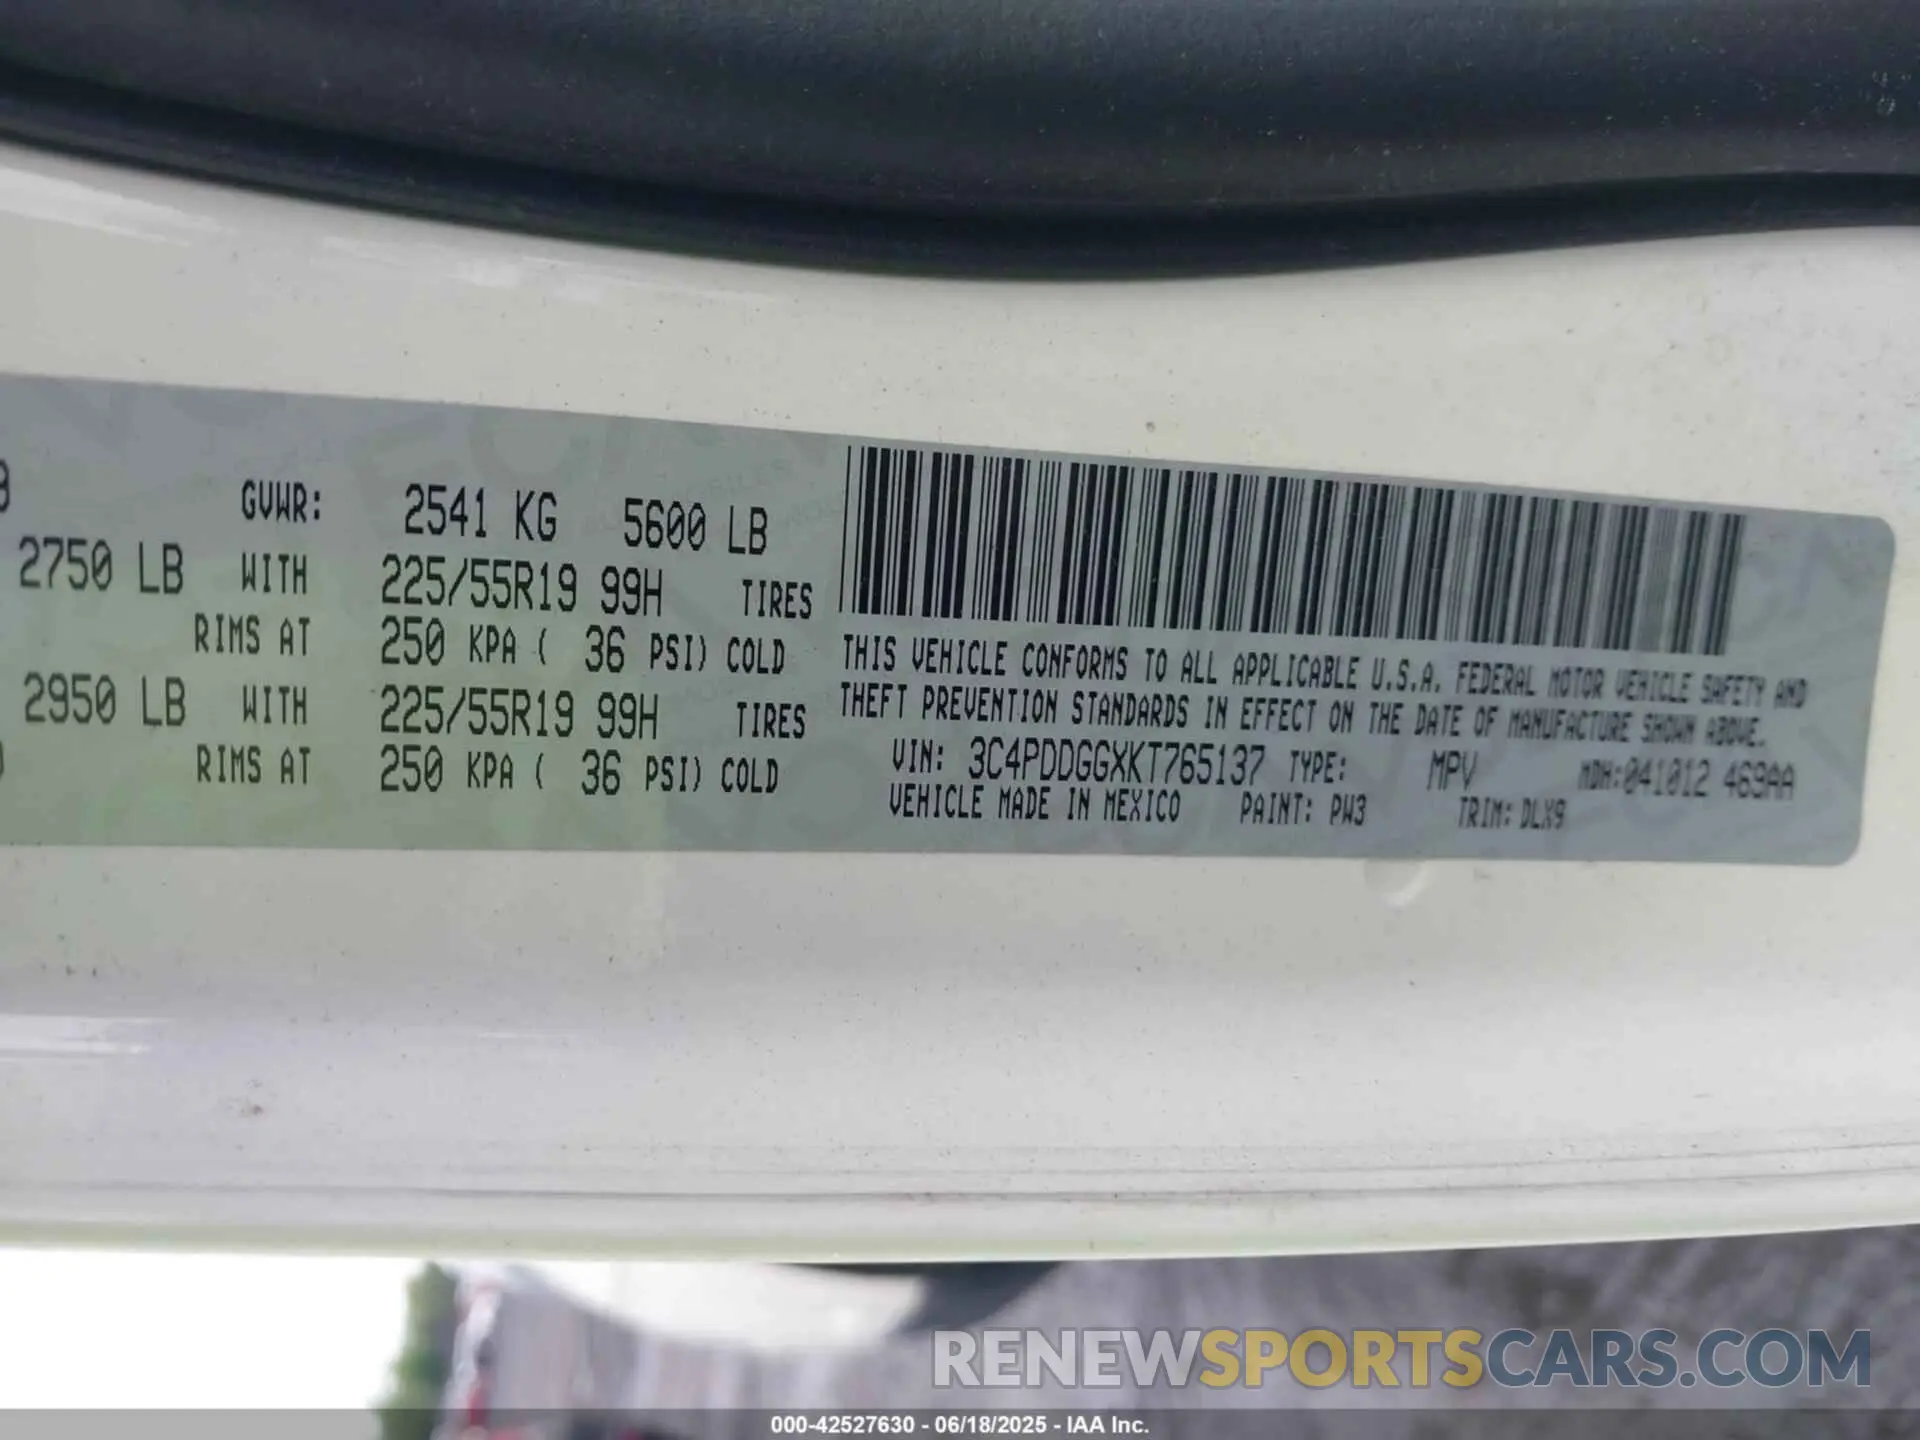 GVWR: 2541 KG 5600 LB
2750 LB WITH 225/55R19 99H TIRES
RIMS AT 250 KPA ( 36 PSI) COLD
2950 LB WITH 225/55R19 99H TIRES
RIMS AT 250 KPA ( 36 PSI) COLD
THIS VEHICLE CONFORMS TO ALL APPLICABLE U.S.A. FEDERAL MOTOR VEHICLE SAFETY AND
THEFT PREVENTION STANDARDS IN EFFECT ON THE DATE OF MANUFACTURE SHOWN ABOVE.
VIN: 3C4PDDGGXKT765137 TYPE: MPV MDH:041012 469AA
VEHICLE MADE IN MEXICO PAINT: PW3 TRIM: DLX9
RENEWSPORTSCARS.COM
000-42527630 - 06/18/2025 - IAA Inc.